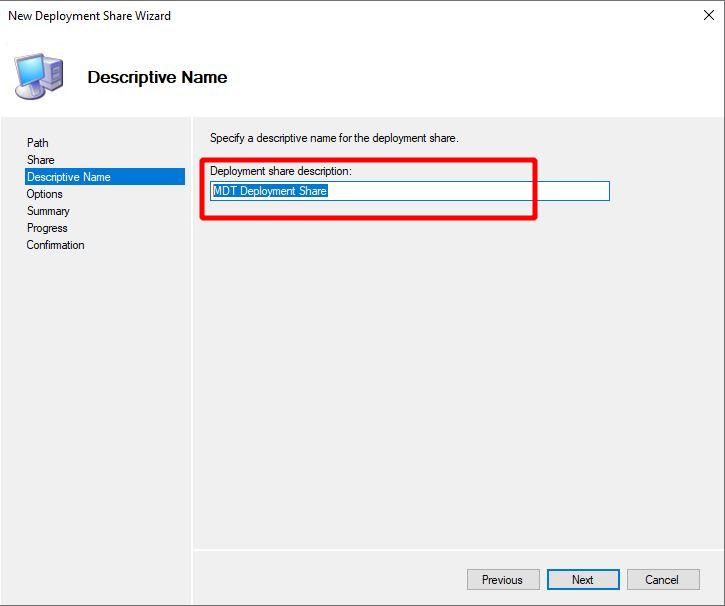 New Deployment Share Wizard
Descriptive Name
Path
Share
Descriptive Name
Options
Summary
Progress
Confirmation
Specify a descriptive name for the deployment share.
Deployment share description:
MDT Deployment Share
Previous
Next
Cancel